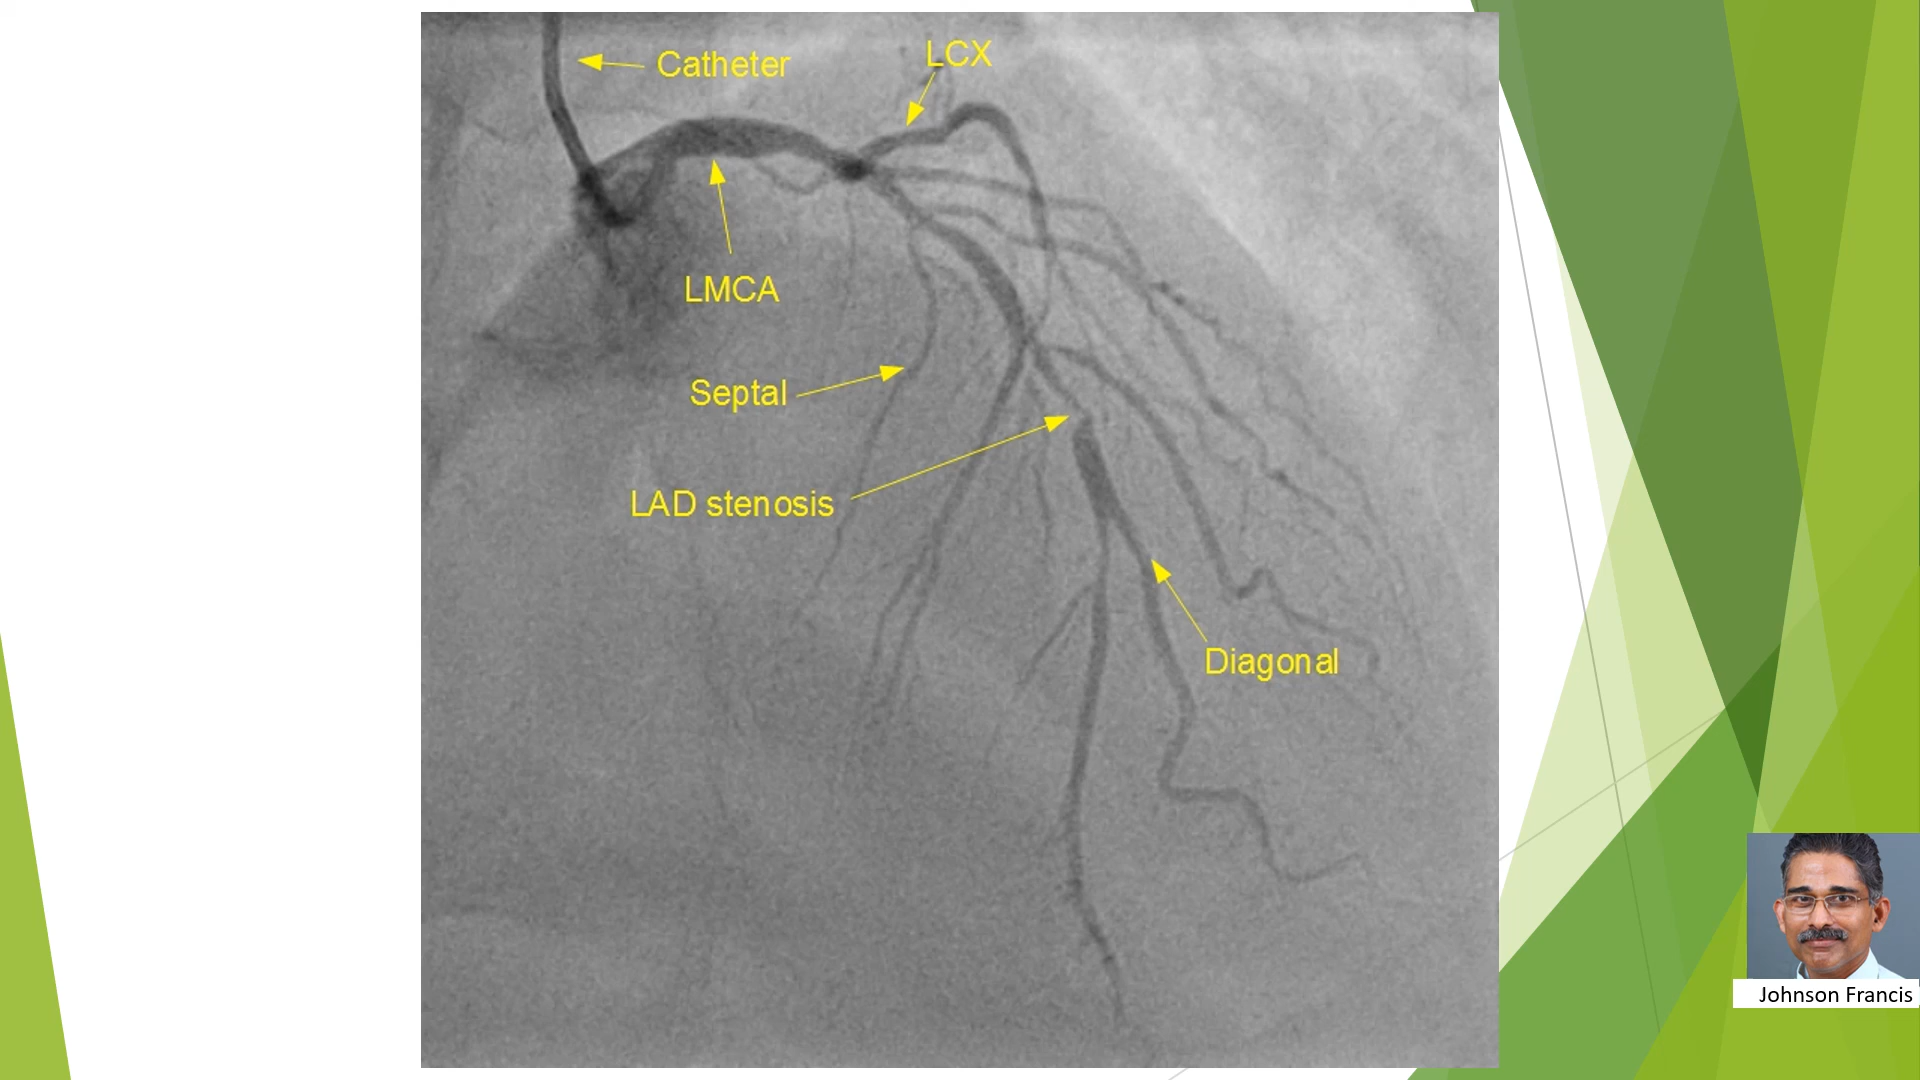 LCX
Catheter
LMCA
Septal
LAD stenosis
Diagonal
Johnson Francis